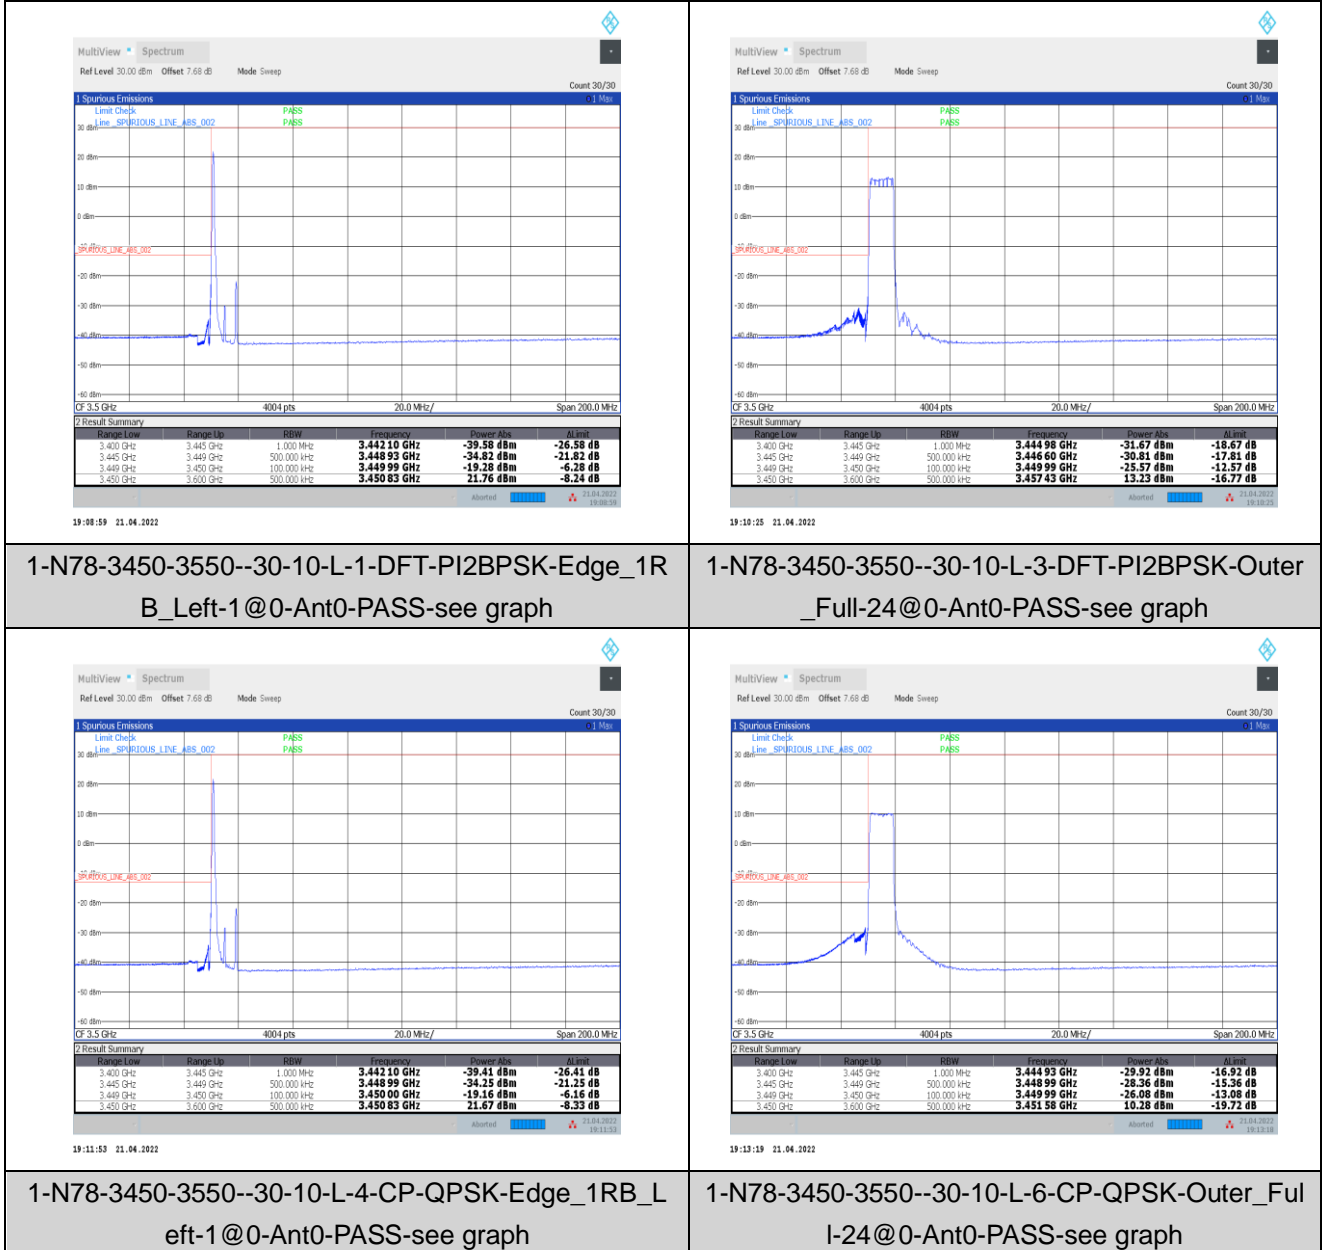 MultiView Spectrum
Ref Level 30.00 dBm Offset 7.68 dB Mode Sweep
Count 30/30
1 Spurious Emissions 1 Max
Limit Check PASS
Line _SPURIOUS_LINE_ABS_002 PASS
30 dBm
20 dBm
10 dBm
0 dBm
_SPURIOUS_LINE_ABS_002
-20 dBm
-30 dBm
-40 dBm
-50 dBm
-60 dBm
CF 3.5 GHz 4004 pts 20.0 MHz/ Span 200.0 MHz
2 Result Summary
Range Low Range Up RBW Frequency Power Abs ΔLimit
3.400 GHz 3.445 GHz 1.000 MHz 3.442 10 GHz -39.58 dBm -26.58 dB
3.445 GHz 3.449 GHz 500.000 kHz 3.448 93 GHz -34.82 dBm -21.82 dB
3.449 GHz 3.450 GHz 100.000 kHz 3.449 99 GHz -19.28 dBm -6.28 dB
3.450 GHz 3.600 GHz 500.000 kHz 3.450 83 GHz 21.76 dBm -8.24 dB
Aborted 21.04.2022
19:08:59
19:08:59 21.04.2022
MultiView Spectrum
Ref Level 30.00 dBm Offset 7.68 dB Mode Sweep
Count 30/30
1 Spurious Emissions 1 Max
Limit Check PASS
Line _SPURIOUS_LINE_ABS_002 PASS
30 dBm
20 dBm
10 dBm
0 dBm
_SPURIOUS_LINE_ABS_002
-20 dBm
-30 dBm
-40 dBm
-50 dBm
-60 dBm
CF 3.5 GHz 4004 pts 20.0 MHz/ Span 200.0 MHz
2 Result Summary
Range Low Range Up RBW Frequency Power Abs ΔLimit
3.400 GHz 3.445 GHz 1.000 MHz 3.444 98 GHz -31.67 dBm -18.67 dB
3.445 GHz 3.449 GHz 500.000 kHz 3.446 60 GHz -30.81 dBm -17.81 dB
3.449 GHz 3.450 GHz 100.000 kHz 3.449 99 GHz -25.57 dBm -12.57 dB
3.450 GHz 3.600 GHz 500.000 kHz 3.457 43 GHz 13.23 dBm -16.77 dB
Aborted 21.04.2022
19:10:25
19:10:25 21.04.2022
1-N78-3450-3550--30-10-L-1-DFT-PI2BPSK-Edge_1R
B_Left-1@0-Ant0-PASS-see graph
1-N78-3450-3550--30-10-L-3-DFT-PI2BPSK-Outer
_Full-24@0-Ant0-PASS-see graph
MultiView Spectrum
Ref Level 30.00 dBm Offset 7.68 dB Mode Sweep
Count 30/30
1 Spurious Emissions 1 Max
Limit Check PASS
Line _SPURIOUS_LINE_ABS_002 PASS
30 dBm
20 dBm
10 dBm
0 dBm
_SPURIOUS_LINE_ABS_002
-20 dBm
-30 dBm
-40 dBm
-50 dBm
-60 dBm
CF 3.5 GHz 4004 pts 20.0 MHz/ Span 200.0 MHz
2 Result Summary
Range Low Range Up RBW Frequency Power Abs ΔLimit
3.400 GHz 3.445 GHz 1.000 MHz 3.442 10 GHz -39.41 dBm -26.41 dB
3.445 GHz 3.449 GHz 500.000 kHz 3.448 99 GHz -34.25 dBm -21.25 dB
3.449 GHz 3.450 GHz 100.000 kHz 3.450 00 GHz -19.16 dBm -6.16 dB
3.450 GHz 3.600 GHz 500.000 kHz 3.450 83 GHz 21.67 dBm -8.33 dB
Aborted 21.04.2022
19:11:53
19:11:53 21.04.2022
MultiView Spectrum
Ref Level 30.00 dBm Offset 7.68 dB Mode Sweep
Count 30/30
1 Spurious Emissions 1 Max
Limit Check PASS
Line _SPURIOUS_LINE_ABS_002 PASS
30 dBm
20 dBm
10 dBm
0 dBm
_SPURIOUS_LINE_ABS_002
-20 dBm
-30 dBm
-40 dBm
-50 dBm
-60 dBm
CF 3.5 GHz 4004 pts 20.0 MHz/ Span 200.0 MHz
2 Result Summary
Range Low Range Up RBW Frequency Power Abs ΔLimit
3.400 GHz 3.445 GHz 1.000 MHz 3.444 93 GHz -29.92 dBm -16.92 dB
3.445 GHz 3.449 GHz 500.000 kHz 3.448 99 GHz -28.36 dBm -15.36 dB
3.449 GHz 3.450 GHz 100.000 kHz 3.449 99 GHz -26.08 dBm -13.08 dB
3.450 GHz 3.600 GHz 500.000 kHz 3.451 58 GHz 10.28 dBm -19.72 dB
Aborted 21.04.2022
19:13:18
19:13:19 21.04.2022
1-N78-3450-3550--30-10-L-4-CP-QPSK-Edge_1RB_L
eft-1@0-Ant0-PASS-see graph
1-N78-3450-3550--30-10-L-6-CP-QPSK-Outer_Ful
l-24@0-Ant0-PASS-see graph